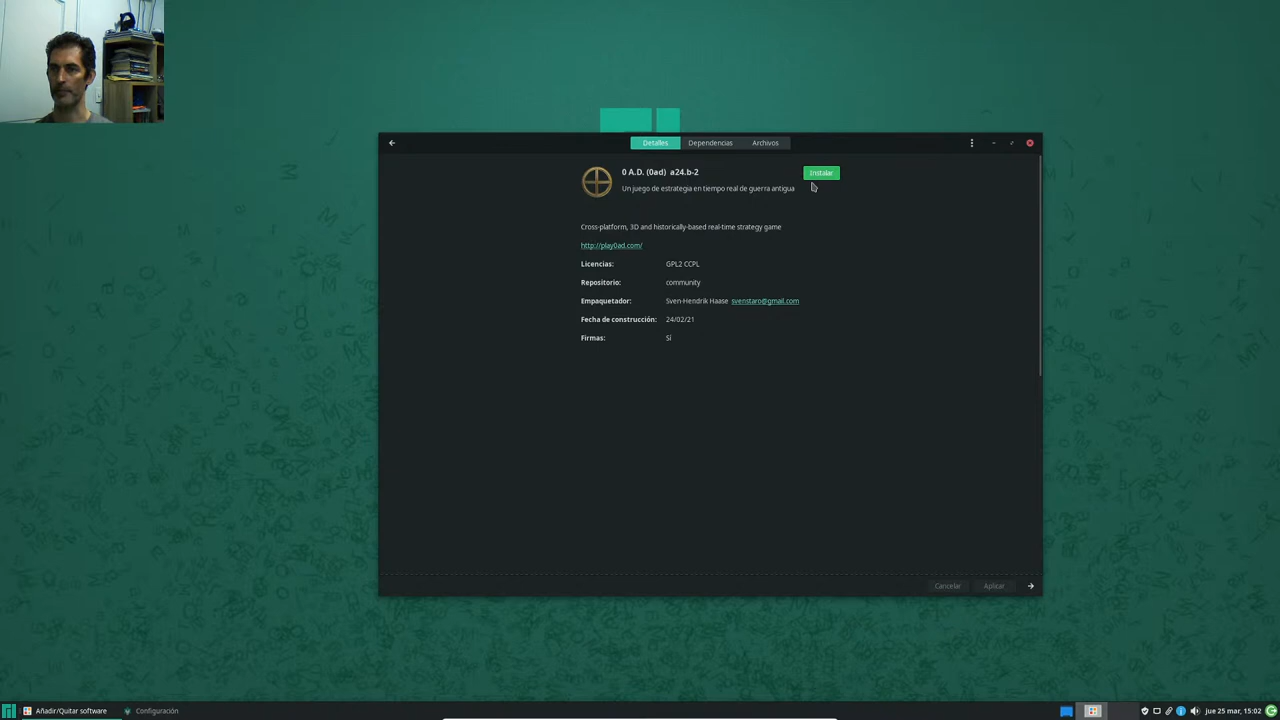 Detalles
Dependencias
Archivos
0 A.D. (0ad) a24.b-2
Instalar
Un juego de estrategia en tiempo real de guerra antigua
Cross-platform, 3D and historically-based real-time strategy game
http://play0ad.com/
Licencias: GPL2 CCPL
Repositorio: community
Empaquetador: Sven-Hendrik Haase svenstaro@gmail.com
Fecha de construcción: 24/02/21
Firmas: Sí
Cancelar
Aplicar
Añadir/Quitar software
Configuración
jue 25 mar, 15:02